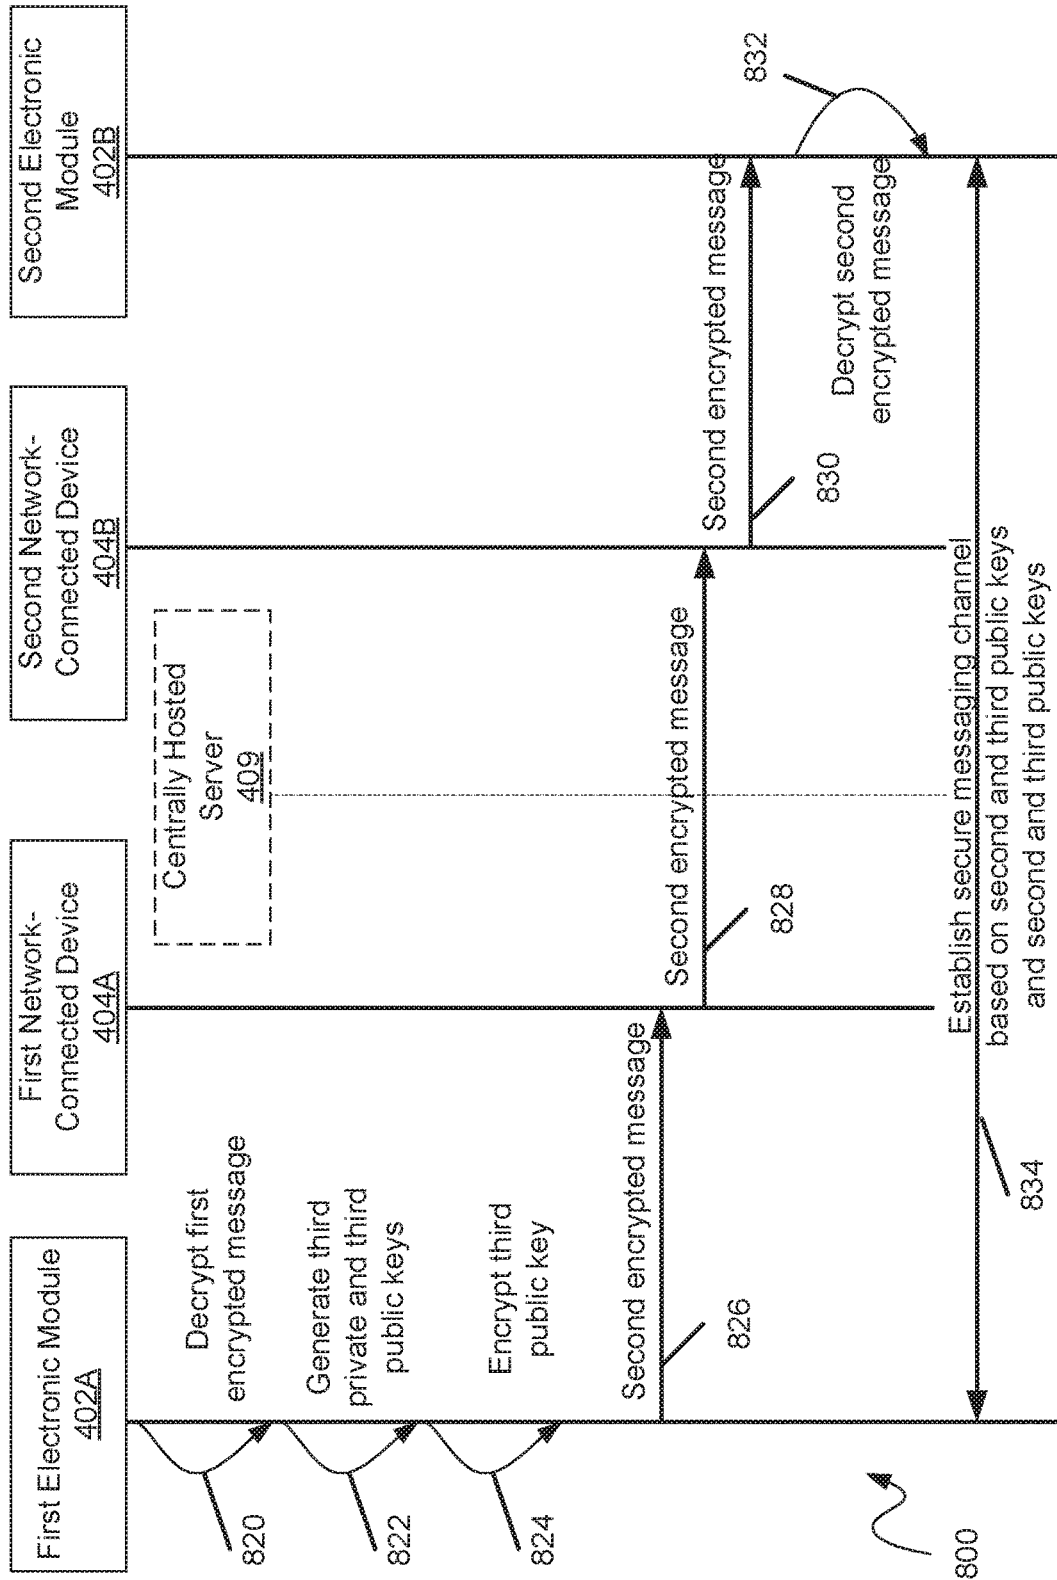 First Electronic Module
402A
First Network-
Connected Device
404A
Second Network-
Connected Device
404B
Second Electronic
Module
402B
Centrally Hosted
Server
409
Decrypt first
encrypted message
820
Generate third
private and third
public keys
822
Encrypt third
public key
824
Second encrypted message
826
Second encrypted message
828
Second encrypted message
830
832
Decrypt second
encrypted message
Establish secure messaging channel
based on second and third public keys
and second and third public keys
834
800